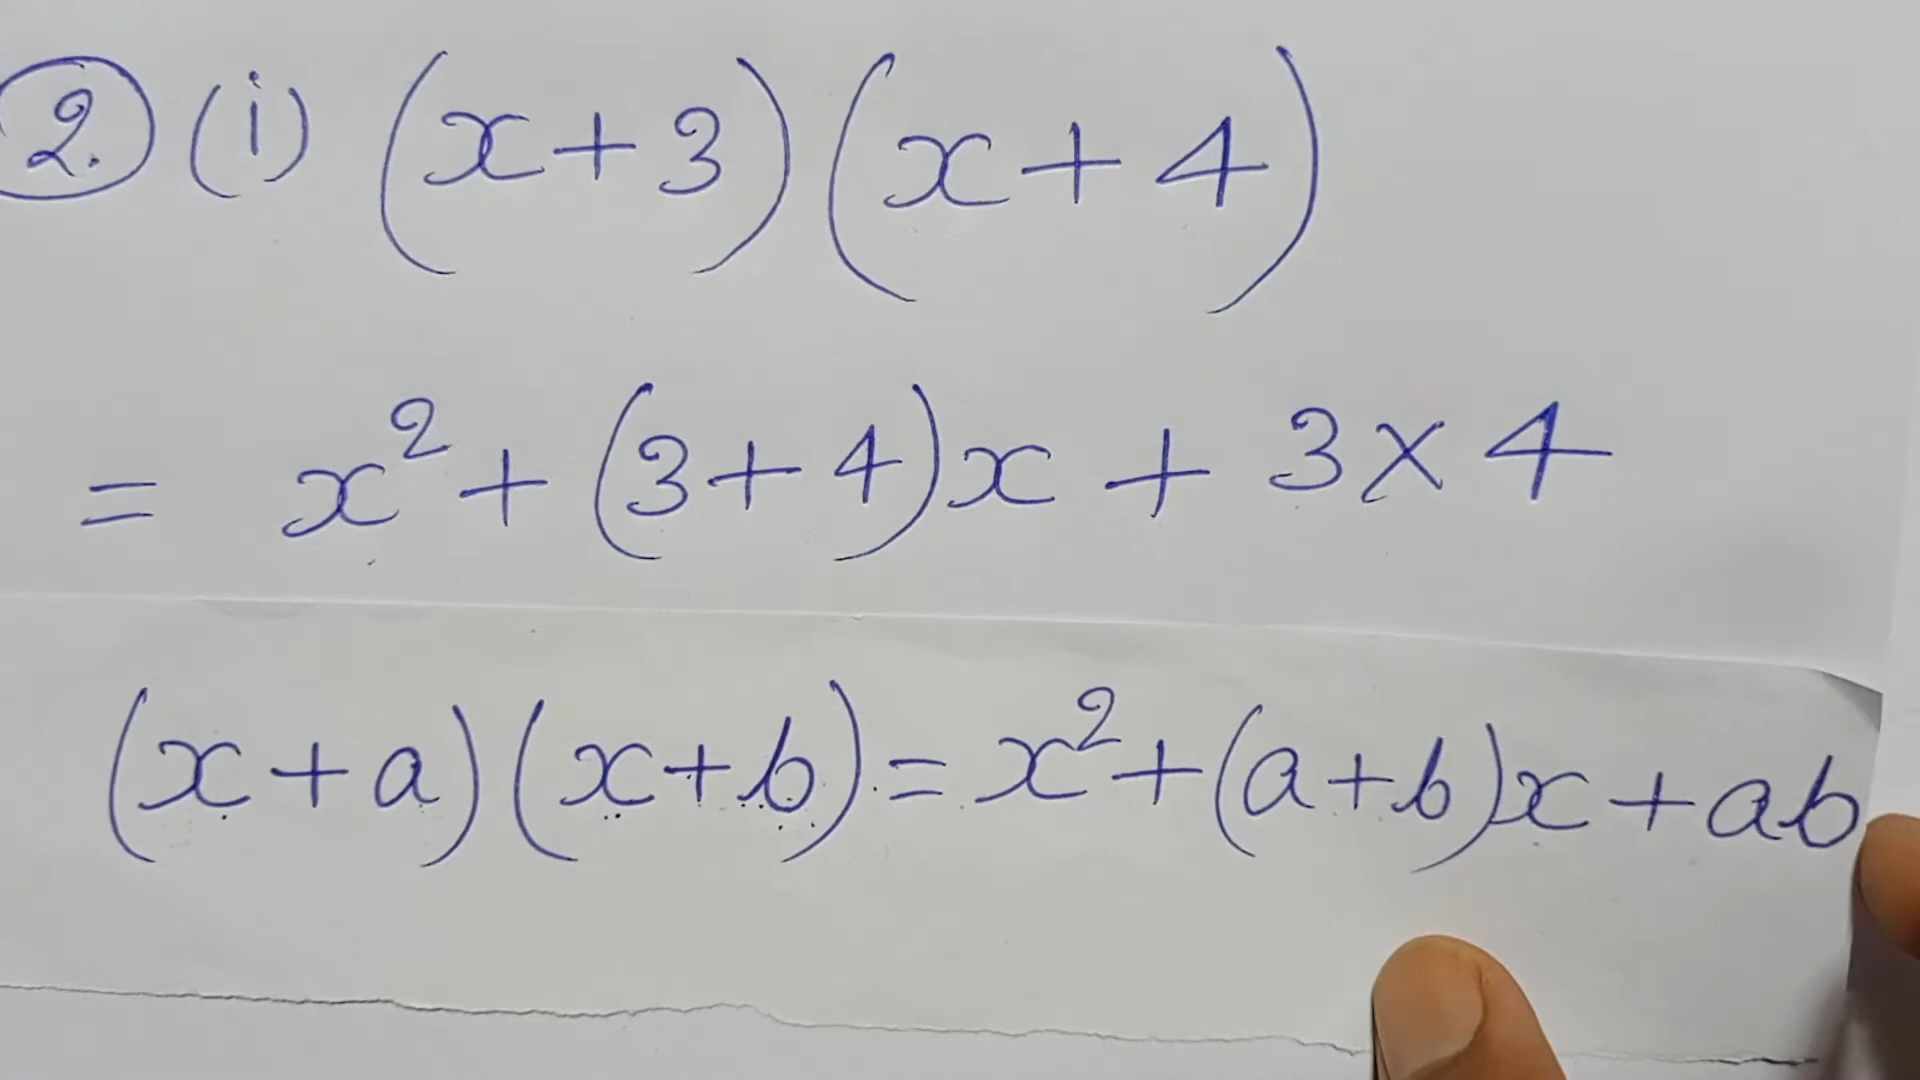 2. (i) (x+3)(x+4)
= x² + (3+4)x + 3×4
(x+a)(x+b) = x²+(a+b)x+ab